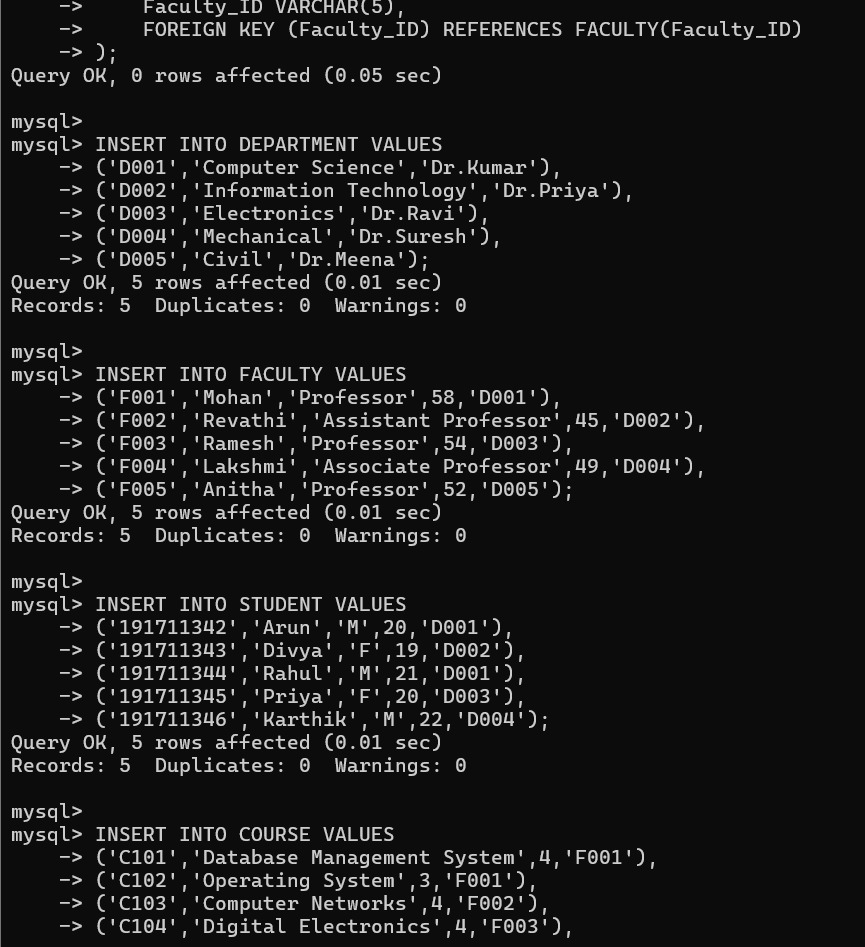 -> Faculty_ID VARCHAR(5),
-> FOREIGN KEY (Faculty_ID) REFERENCES FACULTY(Faculty_ID)
-> );
Query OK, 0 rows affected (0.05 sec)
mysql>
mysql> INSERT INTO DEPARTMENT VALUES
-> ('D001','Computer Science','Dr.Kumar'),
-> ('D002','Information Technology','Dr.Priya'),
-> ('D003','Electronics','Dr.Ravi'),
-> ('D004','Mechanical','Dr.Suresh'),
-> ('D005','Civil','Dr.Meena');
Query OK, 5 rows affected (0.01 sec)
Records: 5  Duplicates: 0  Warnings: 0
mysql>
mysql> INSERT INTO FACULTY VALUES
-> ('F001','Mohan','Professor',58,'D001'),
-> ('F002','Revathi','Assistant Professor',45,'D002'),
-> ('F003','Ramesh','Professor',54,'D003'),
-> ('F004','Lakshmi','Associate Professor',49,'D004'),
-> ('F005','Anitha','Professor',52,'D005');
Query OK, 5 rows affected (0.01 sec)
Records: 5  Duplicates: 0  Warnings: 0
mysql>
mysql> INSERT INTO STUDENT VALUES
-> ('191711342','Arun','M',20,'D001'),
-> ('191711343','Divya','F',19,'D002'),
-> ('191711344','Rahul','M',21,'D001'),
-> ('191711345','Priya','F',20,'D003'),
-> ('191711346','Karthik','M',22,'D004');
Query OK, 5 rows affected (0.01 sec)
Records: 5  Duplicates: 0  Warnings: 0
mysql>
mysql> INSERT INTO COURSE VALUES
-> ('C101','Database Management System',4,'F001'),
-> ('C102','Operating System',3,'F001'),
-> ('C103','Computer Networks',4,'F002'),
-> ('C104','Digital Electronics',4,'F003'),